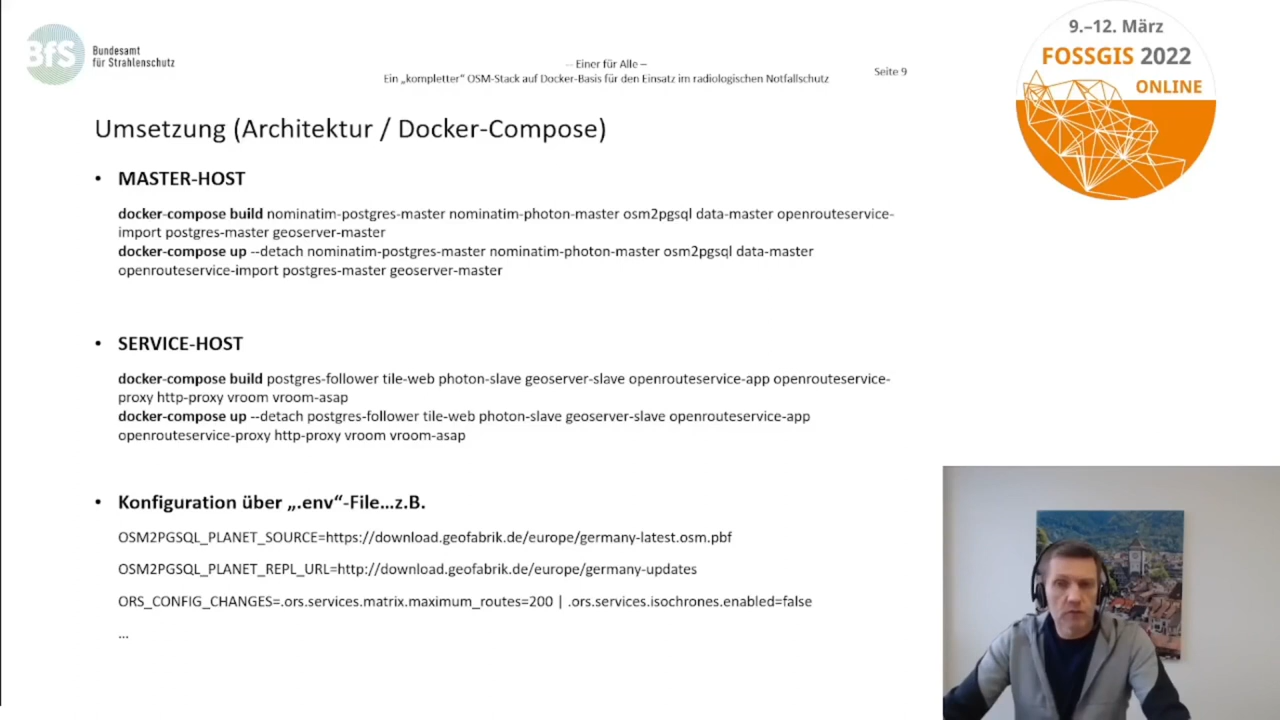 BfS
Bundesamt
für Strahlenschutz
-- Einer für Alle –
Ein „kompletter“ OSM-Stack auf Docker-Basis für den Einsatz im radiologischen Notfallschutz
Seite 9
9.–12. März
FOSSGIS 2022
ONLINE
Umsetzung (Architektur / Docker-Compose)
• MASTER-HOST
docker-compose build nominatim-postgres-master nominatim-photon-master osm2pgsql data-master openrouteservice-
import postgres-master geoserver-master
docker-compose up --detach nominatim-postgres-master nominatim-photon-master osm2pgsql data-master
openrouteservice-import postgres-master geoserver-master
• SERVICE-HOST
docker-compose build postgres-follower tile-web photon-slave geoserver-slave openrouteservice-app openrouteservice-
proxy http-proxy vroom vroom-asap
docker-compose up --detach postgres-follower tile-web photon-slave geoserver-slave openrouteservice-app
openrouteservice-proxy http-proxy vroom vroom-asap
• Konfiguration über „.env“-File...z.B.
OSM2PGSQL_PLANET_SOURCE=https://download.geofabrik.de/europe/germany-latest.osm.pbf
OSM2PGSQL_PLANET_REPL_URL=http://download.geofabrik.de/europe/germany-updates
ORS_CONFIG_CHANGES=.ors.services.matrix.maximum_routes=200 | .ors.services.isochrones.enabled=false
...